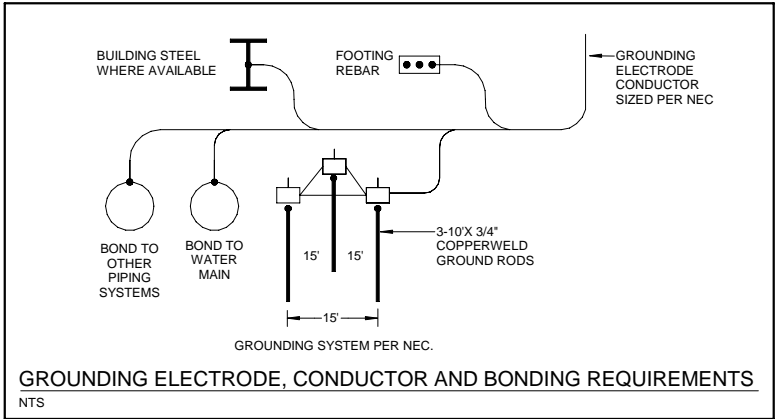 BUILDING STEEL
WHERE AVAILABLE
FOOTING
REBAR
GROUNDING
ELECTRODE
CONDUCTOR
SIZED PER NEC
BOND TO
OTHER
PIPING
SYSTEMS
BOND TO
WATER
MAIN
15'
15'
3-10'X 3/4"
COPPERWELD
GROUND RODS
15'
GROUNDING SYSTEM PER NEC.
GROUNDING ELECTRODE, CONDUCTOR AND BONDING REQUIREMENTS
NTS